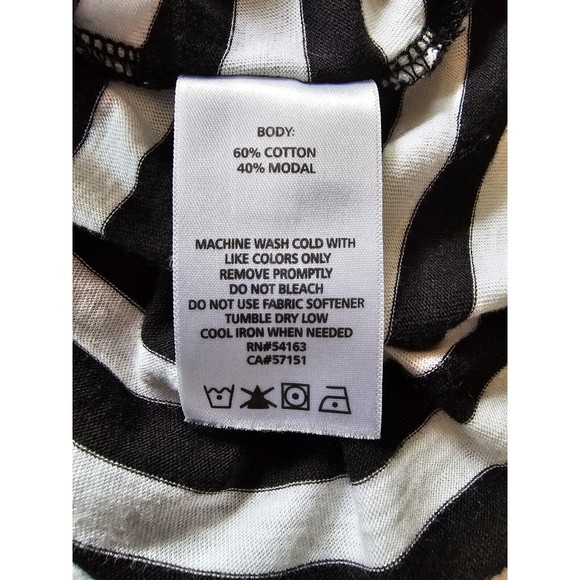 BODY:
60% COTTON
40% MODAL
MACHINE WASH COLD WITH
LIKE COLORS ONLY
REMOVE PROMPTLY
DO NOT BLEACH
DO NOT USE FABRIC SOFTENER
TUMBLE DRY LOW
COOL IRON WHEN NEEDED
RN#54163
CA#57151